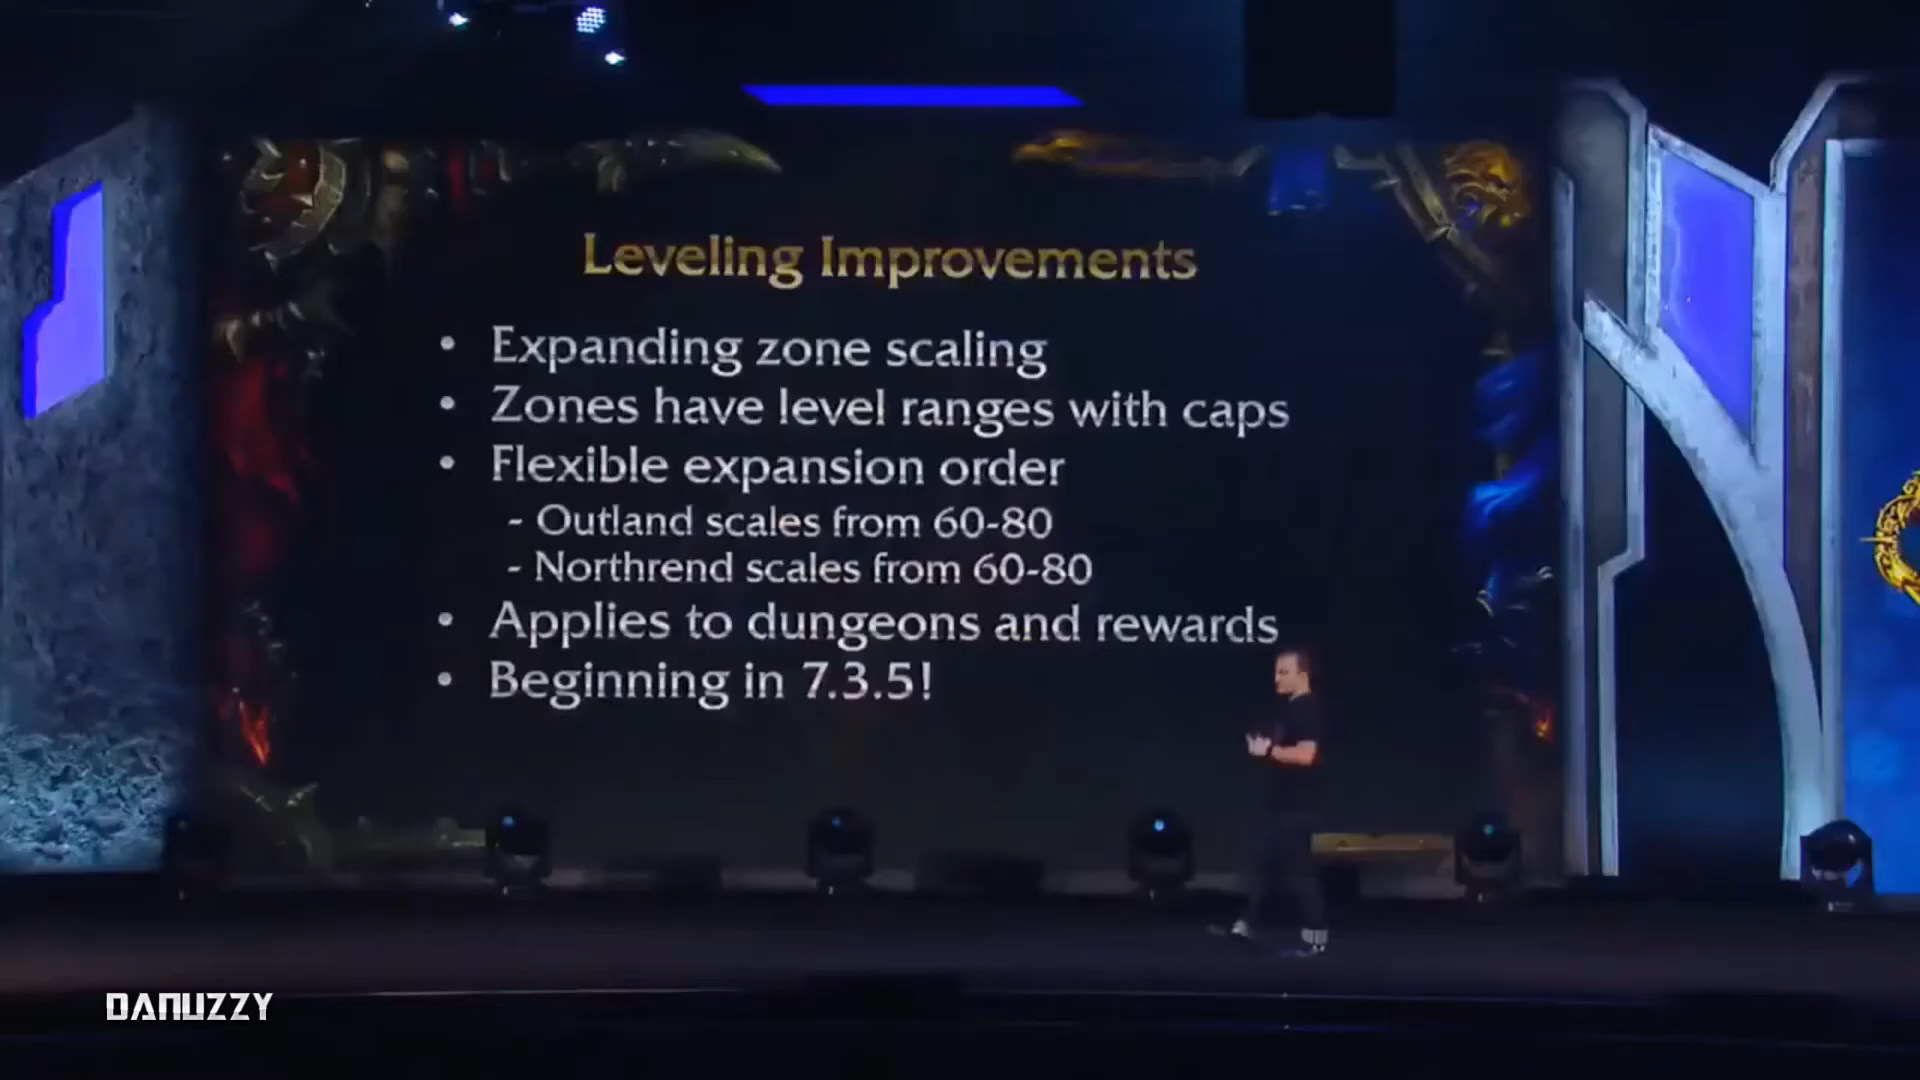 Leveling Improvements
• Expanding zone scaling
• Zones have level ranges with caps
• Flexible expansion order
- Outland scales from 60-80
- Northrend scales from 60-80
• Applies to dungeons and rewards
• Beginning in 7.3.5!
DANUZZY